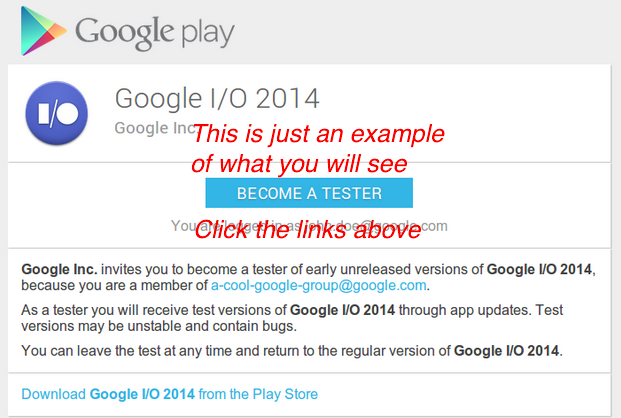 Google play
I/O
Google I/O 2014
Google Inc.
This is just an example
of what you will see
BECOME A TESTER
You are logged in as john.doe@google.com
Click the links above
Google Inc. invites you to become a tester of early unreleased versions of Google I/O 2014,
because you are a member of a-cool-google-group@google.com.
As a tester you will receive test versions of Google I/O 2014 through app updates. Test
versions may be unstable and contain bugs.
You can leave the test at any time and return to the regular version of Google I/O 2014.
Download Google I/O 2014 from the Play Store